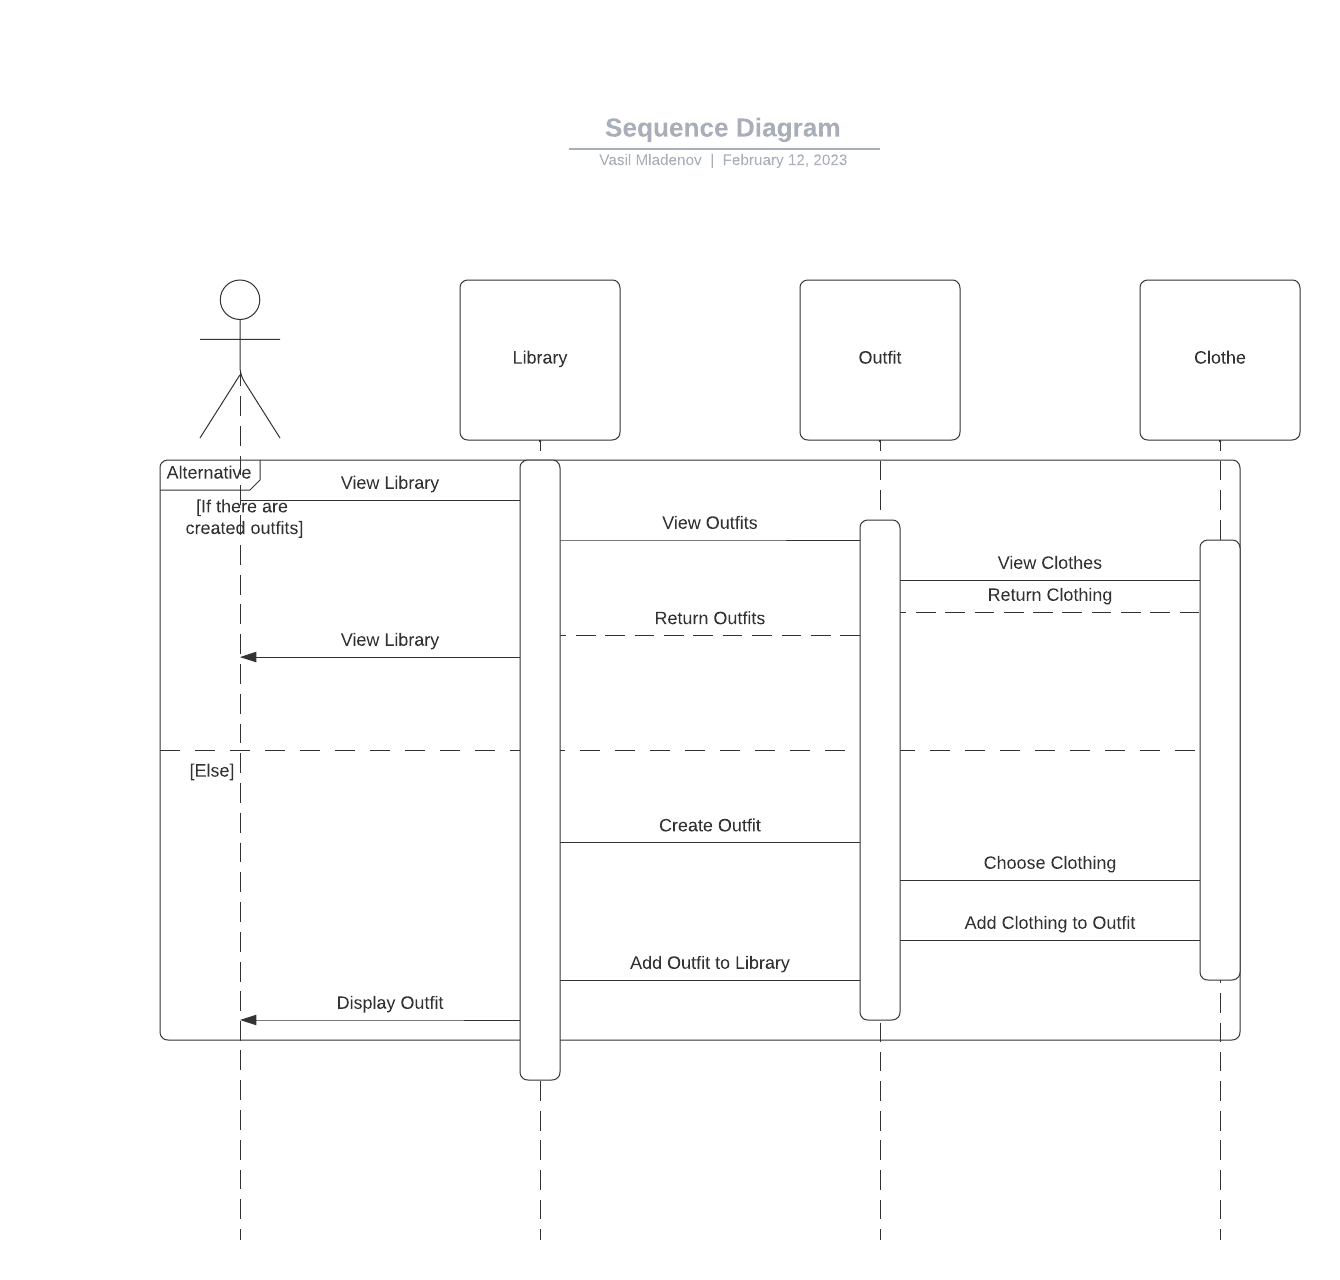 Sequence Diagram
Vasil Mladenov | February 12, 2023
Library
Outfit
Clothe
Alternative
View Library
[If there are
created outfits]
View Outfits
View Clothes
Return Clothing
Return Outfits
View Library
[Else]
Create Outfit
Choose Clothing
Add Clothing to Outfit
Add Outfit to Library
Display Outfit